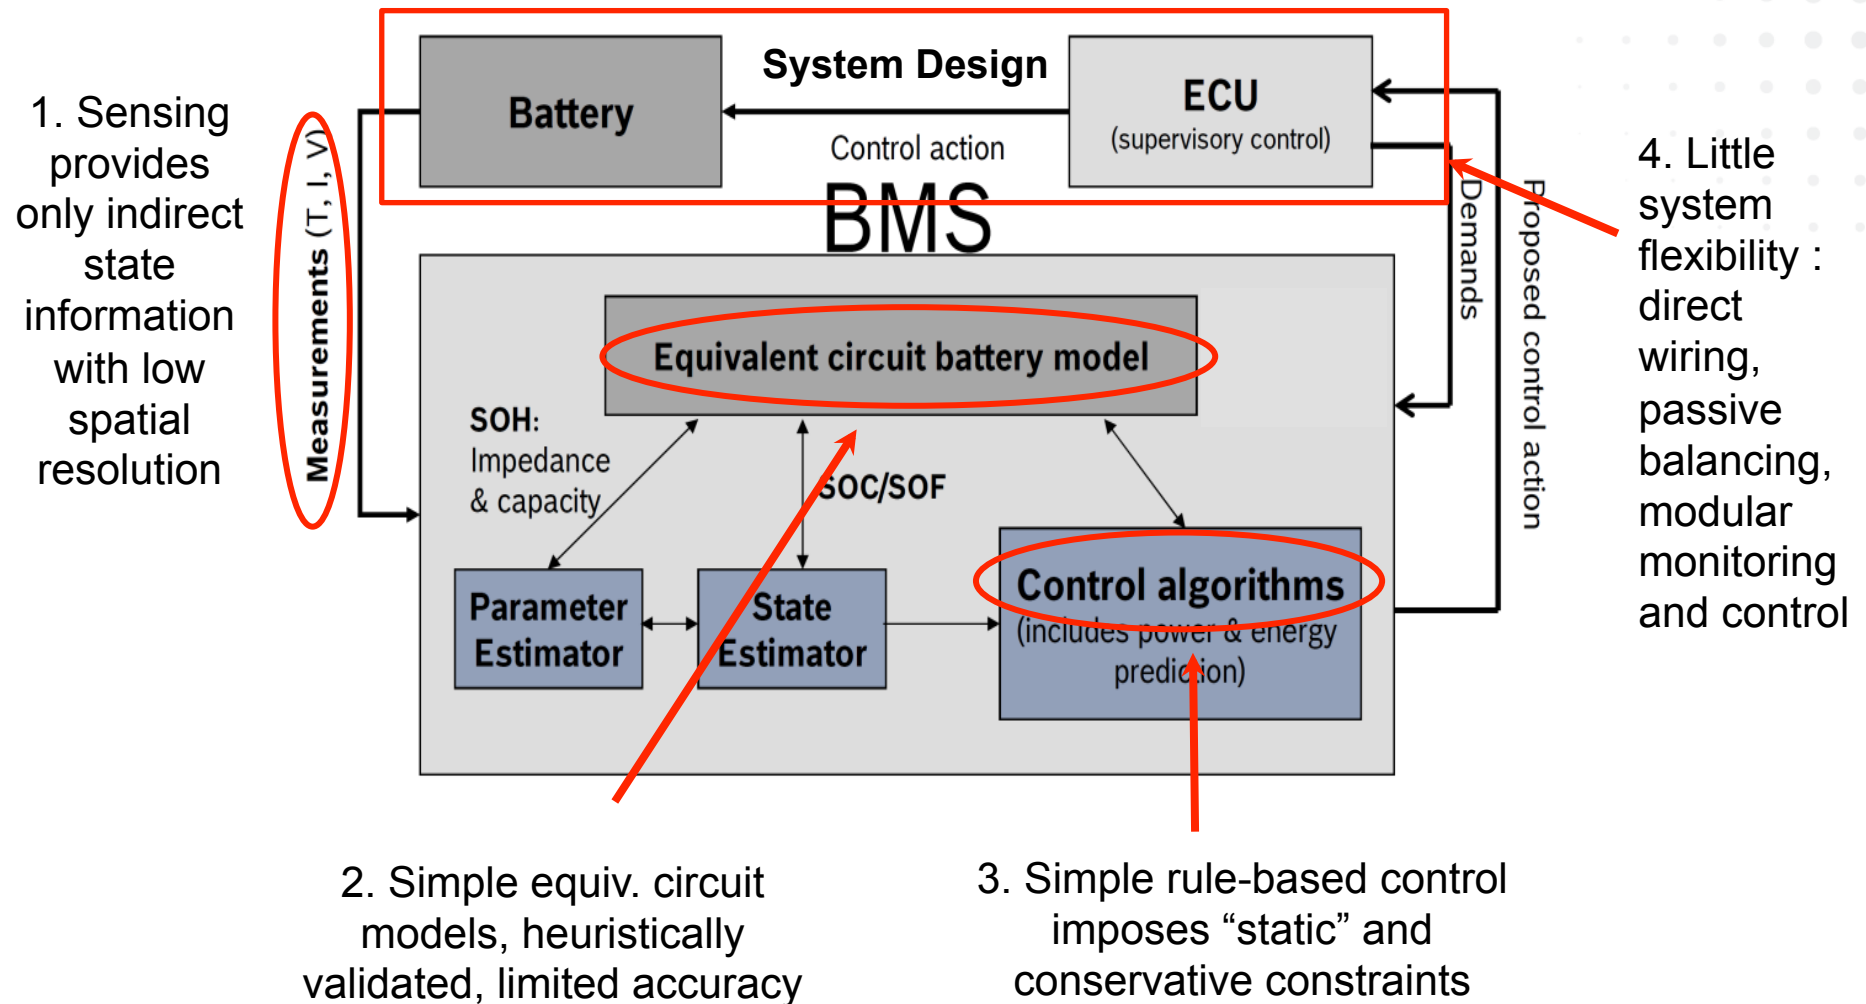 System Design
Battery
ECU
(supervisory control)
Control action
BMS
1. Sensing
provides
only indirect
state
information
with low
spatial
resolution
Measurements (T, I, V)
Demands
Proposed control action
4. Little
system
flexibility :
direct
wiring,
passive
balancing,
modular
monitoring
and control
Equivalent circuit battery model
SOH:
Impedance
& capacity
SOC/SOF
Parameter
Estimator
State
Estimator
Control algorithms
(includes power & energy
prediction)
2. Simple equiv. circuit
models, heuristically
validated, limited accuracy
3. Simple rule-based control
imposes “static” and
conservative constraints